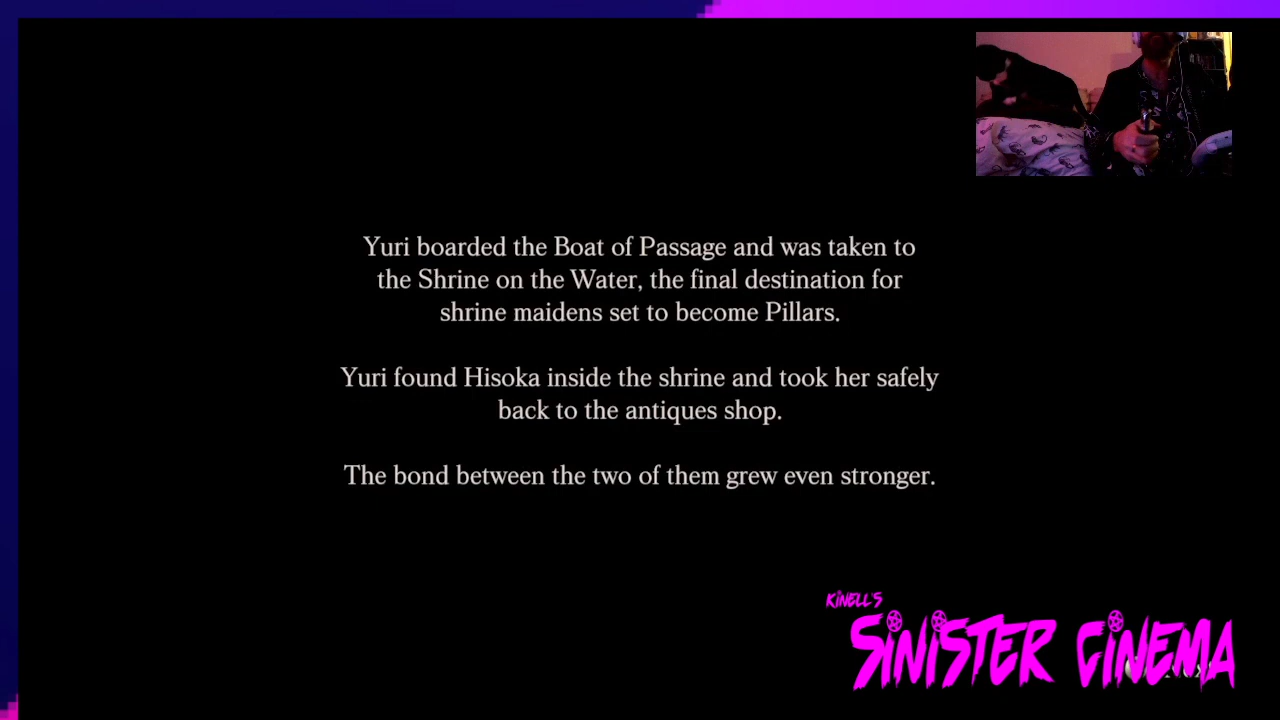 Yuri boarded the Boat of Passage and was taken to
the Shrine on the Water, the final destination for
shrine maidens set to become Pillars.
Yuri found Hisoka inside the shrine and took her safely
back to the antiques shop.
The bond between the two of them grew even stronger.
KINELL'S
SINISTER CINEMA